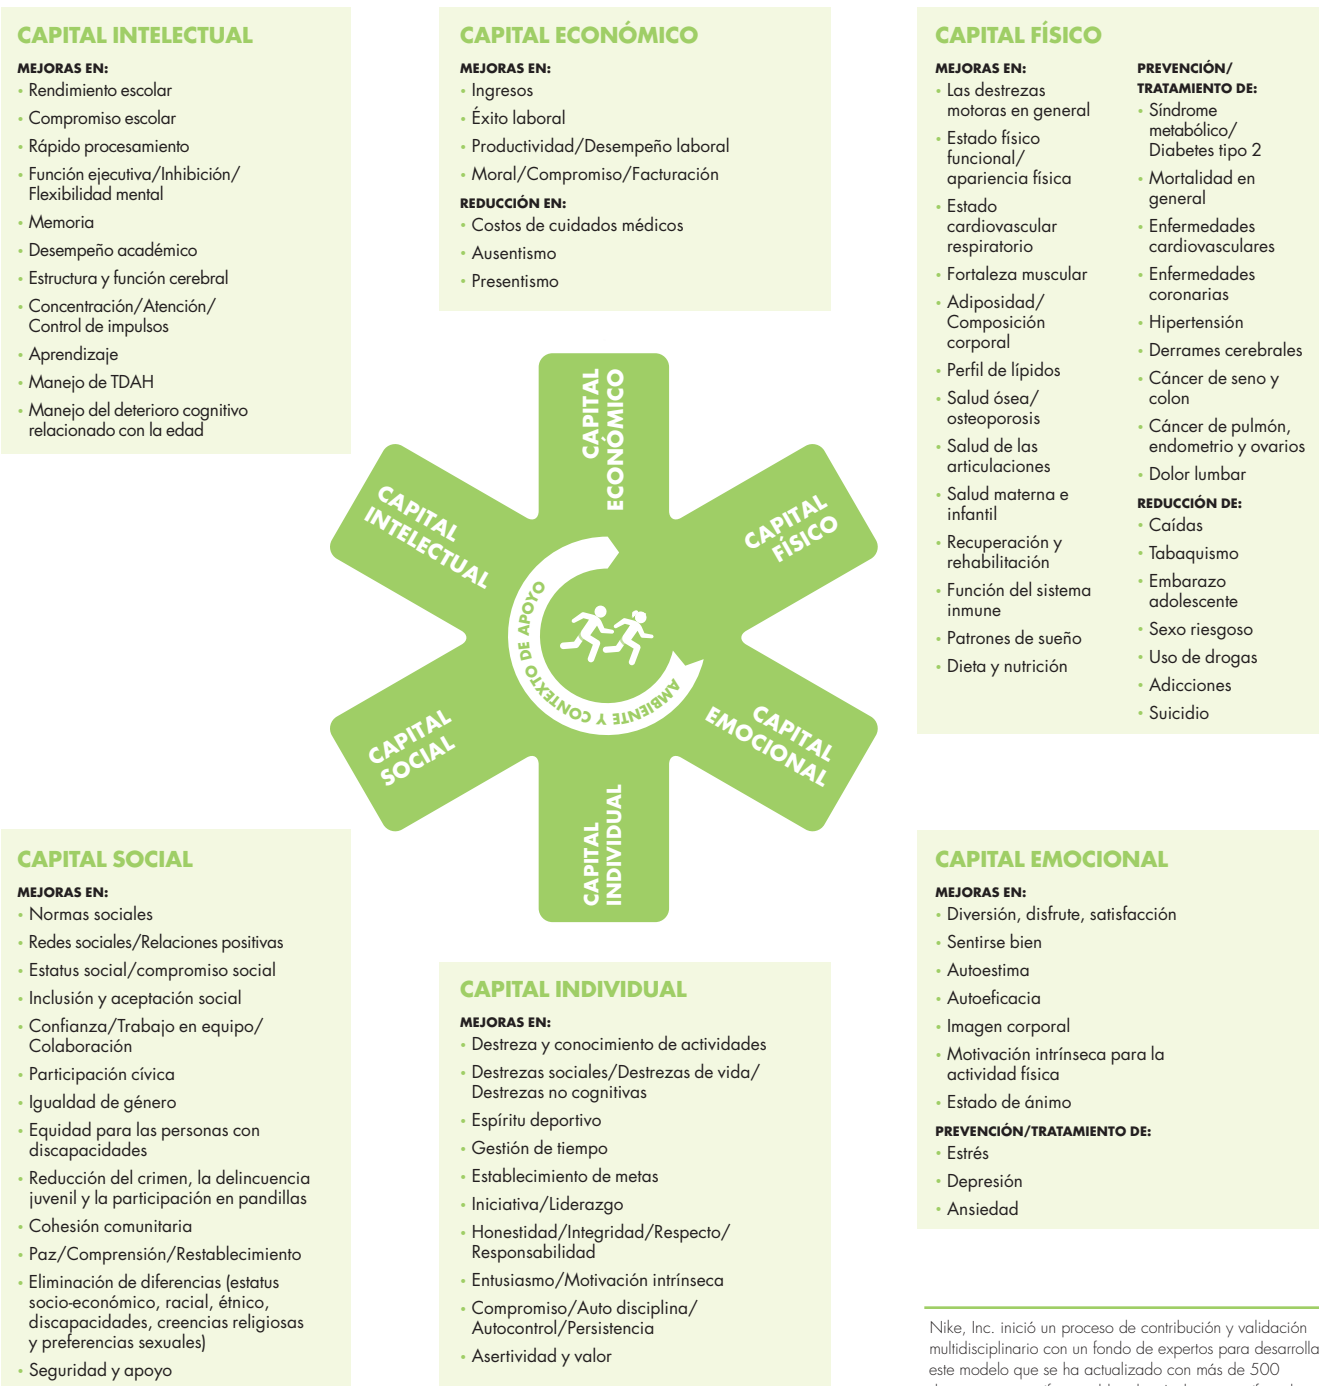 CAPITAL INTELECTUAL
MEJORAS EN:
• Rendimiento escolar
• Compromiso escolar
• Rápido procesamiento
• Función ejecutiva/Inhibición/
Flexibilidad mental
• Memoria
• Desempeño académico
• Estructura y función cerebral
• Concentración/Atención/
Control de impulsos
• Aprendizaje
• Manejo de TDAH
• Manejo del deterioro cognitivo
relacionado con la edad
CAPITAL ECONÓMICO
MEJORAS EN:
• Ingresos
• Éxito laboral
• Productividad/Desempeño laboral
• Moral/Compromiso/Facturación
REDUCCIÓN EN:
• Costos de cuidados médicos
• Ausentismo
• Presentismo
CAPITAL FÍSICO
MEJORAS EN:
• Las destrezas
motoras en general
• Estado físico
funcional/
apariencia física
• Estado
cardiovascular
respiratorio
• Fortaleza muscular
• Adiposidad/
Composición
corporal
• Perfil de lípidos
• Salud ósea/
osteoporosis
• Salud de las
articulaciones
• Salud materna e
infantil
• Recuperación y
rehabilitación
• Función del sistema
inmune
• Patrones de sueño
• Dieta y nutrición
PREVENCIÓN/
TRATAMIENTO DE:
• Síndrome
metabólico/
Diabetes tipo 2
• Mortalidad en
general
• Enfermedades
cardiovasculares
• Enfermedades
coronarias
• Hipertensión
• Derrames cerebrales
• Cáncer de seno y
colon
• Cáncer de pulmón,
endometrio y ovarios
• Dolor lumbar
REDUCCIÓN DE:
• Caídas
• Tabaquismo
• Embarazo
adolescente
• Sexo riesgoso
• Uso de drogas
• Adicciones
• Suicidio
CAPITAL
ECONÓMICO
CAPITAL
INTELECTUAL
CAPITAL
FÍSICO
AMBIENTE Y CONTEXTO DE APOYO
CAPITAL
SOCIAL
CAPITAL
EMOCIONAL
CAPITAL
INDIVIDUAL
CAPITAL SOCIAL
MEJORAS EN:
• Normas sociales
• Redes sociales/Relaciones positivas
• Estatus social/compromiso social
• Inclusión y aceptación social
• Confianza/Trabajo en equipo/
Colaboración
• Participación cívica
• Igualdad de género
• Equidad para las personas con
discapacidades
• Reducción del crimen, la delincuencia
juvenil y la participación en pandillas
• Cohesión comunitaria
• Paz/Comprensión/Restablecimiento
• Eliminación de diferencias (estatus
socio-económico, racial, étnico,
discapacidades, creencias religiosas
y preferencias sexuales)
• Seguridad y apoyo
CAPITAL INDIVIDUAL
MEJORAS EN:
• Destreza y conocimiento de actividades
• Destrezas sociales/Destrezas de vida/
Destrezas no cognitivas
• Espíritu deportivo
• Gestión de tiempo
• Establecimiento de metas
• Iniciativa/Liderazgo
• Honestidad/Integridad/Respeto/
Responsabilidad
• Entusiasmo/Motivación intrínseca
• Compromiso/Auto disciplina/
Autocontrol/Persistencia
• Asertividad y valor
CAPITAL EMOCIONAL
MEJORAS EN:
• Diversión, disfrute, satisfacción
• Sentirse bien
• Autoestima
• Autoeficacia
• Imagen corporal
• Motivación intrínseca para la
actividad física
• Estado de ánimo
PREVENCIÓN/TRATAMIENTO DE:
• Estrés
• Depresión
• Ansiedad
Nike, Inc. inició un proceso de contribución y validación
multidisciplinario con un fondo de expertos para desarrolla
este modelo que se ha actualizado con más de 500